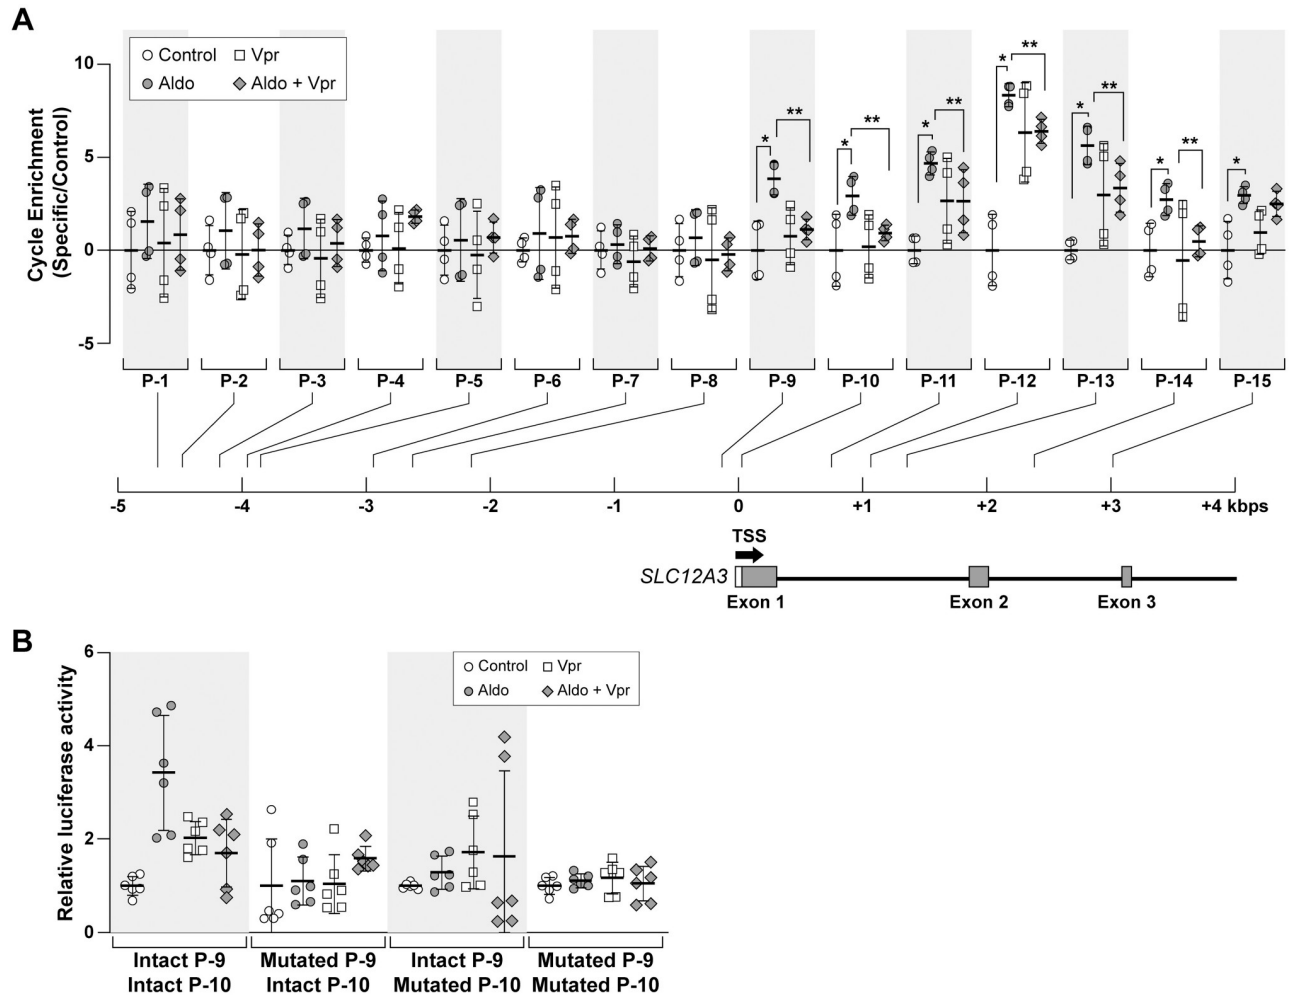 A
Control Vpr
Aldo Aldo + Vpr
Cycle Enrichment
(Specific/Control)
10
5
0
-5
* ** * ** * ** * ** * ** * ** *
P-1 P-2 P-3 P-4 P-5 P-6 P-7 P-8 P-9 P-10 P-11 P-12 P-13 P-14 P-15
-5 -4 -3 -2 -1 0 +1 +2 +3 +4 kbps
TSS
SLC12A3
Exon 1 Exon 2 Exon 3
B
Relative luciferase activity
6
4
2
0
Control Vpr
Aldo Aldo + Vpr
Intact P-9 Mutated P-9 Intact P-9 Mutated P-9
Intact P-10 Intact P-10 Mutated P-10 Mutated P-10